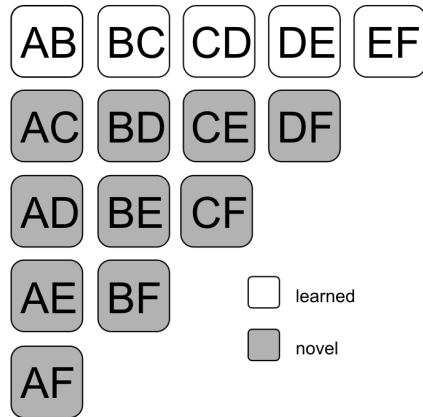 AB BC CD DE EF
AC BD CE DF
AD BE CF
AE BF
learned
novel
AF